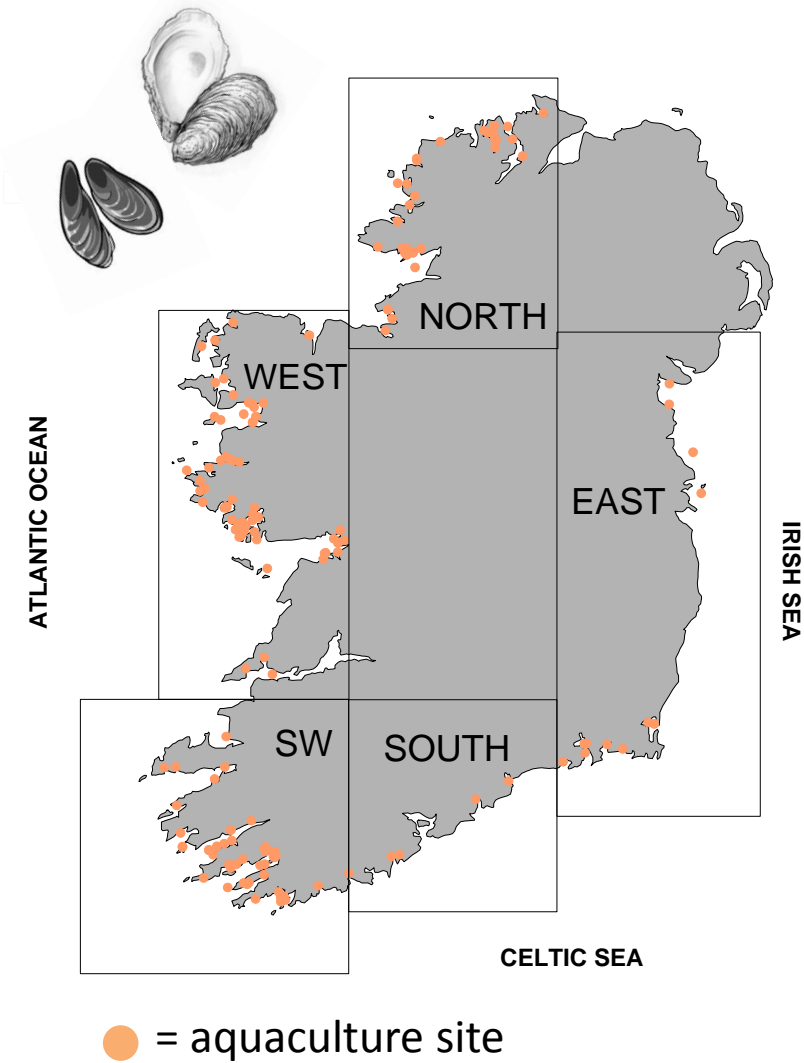 NORTH
WEST
ATLANTIC OCEAN
EAST
IRISH SEA
SW
SOUTH
CELTIC SEA
= aquaculture site